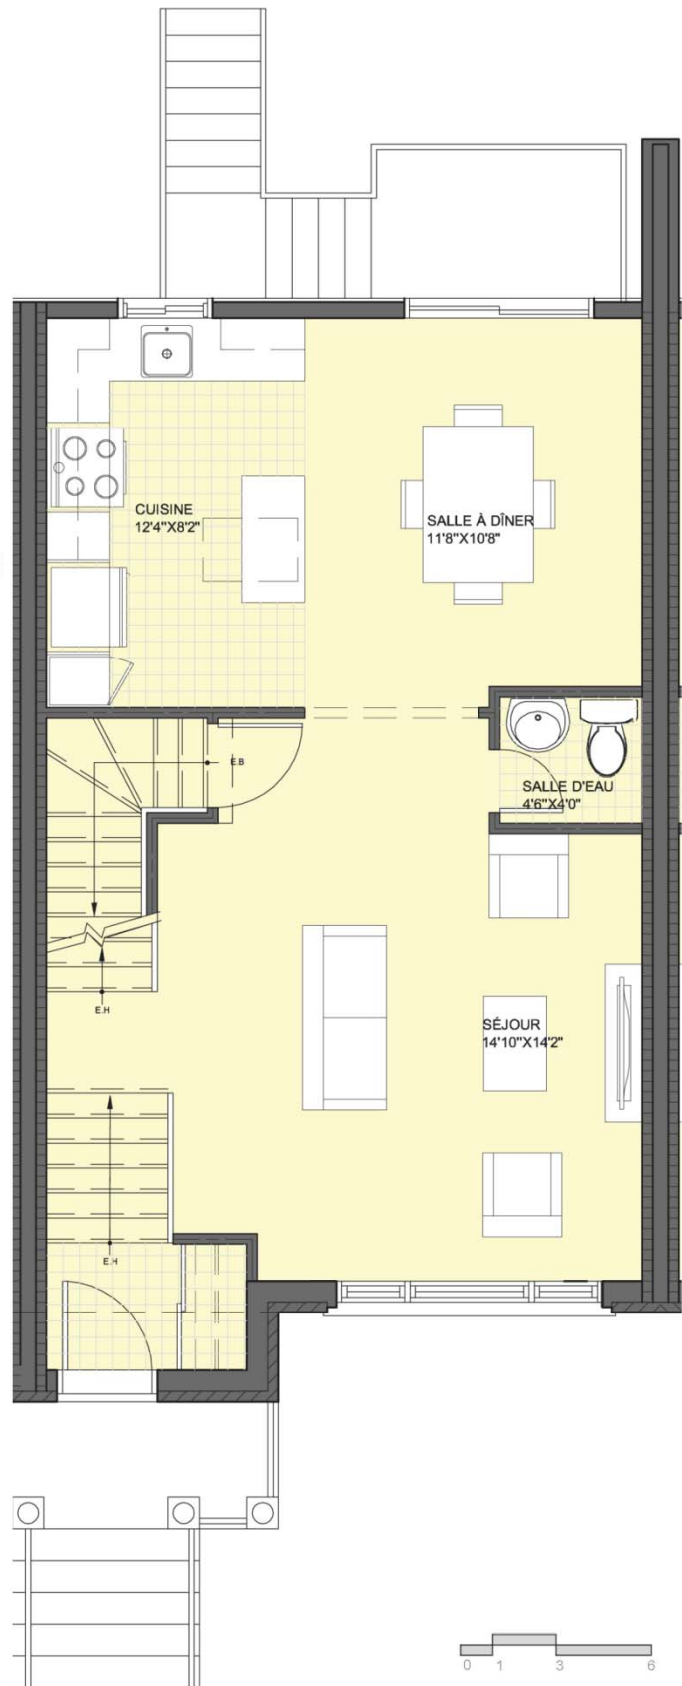 CUISINE
12'4"X8'2"
SALLE À DÎNER
11'8"X10'8"
E.B
SALLE D'EAU
4'6"X4'0"
E.H
SÉJOUR
14'10"X14'2"
E.H
0 1 3 6